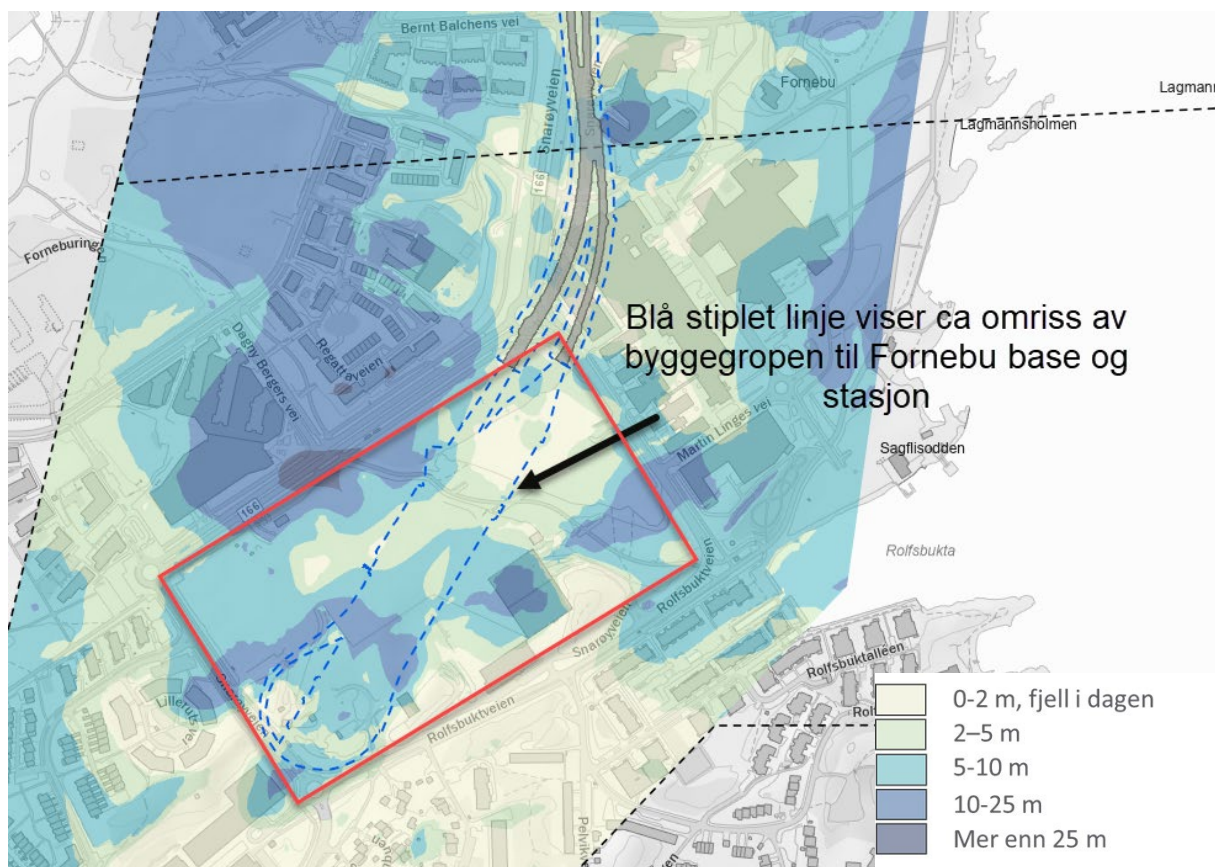 Bernt Balchens vei
Snarøyveien
Fornebu
Lagmannsholmen
166
Forneburingen
Dagny Bergers vei
Regattaveien
Blå stiplet linje viser ca omriss av
byggegropen til Fornebu base og
stasjon
Martin Linges vei
Sagflisodden
166
Rolfsbukta
Rolfsbuktveien
Snarøyveien
Rolfsbuktalléen
Rolfsbuktveien
0-2 m, fjell i dagen
2–5 m
5-10 m
10-25 m
Mer enn 25 m